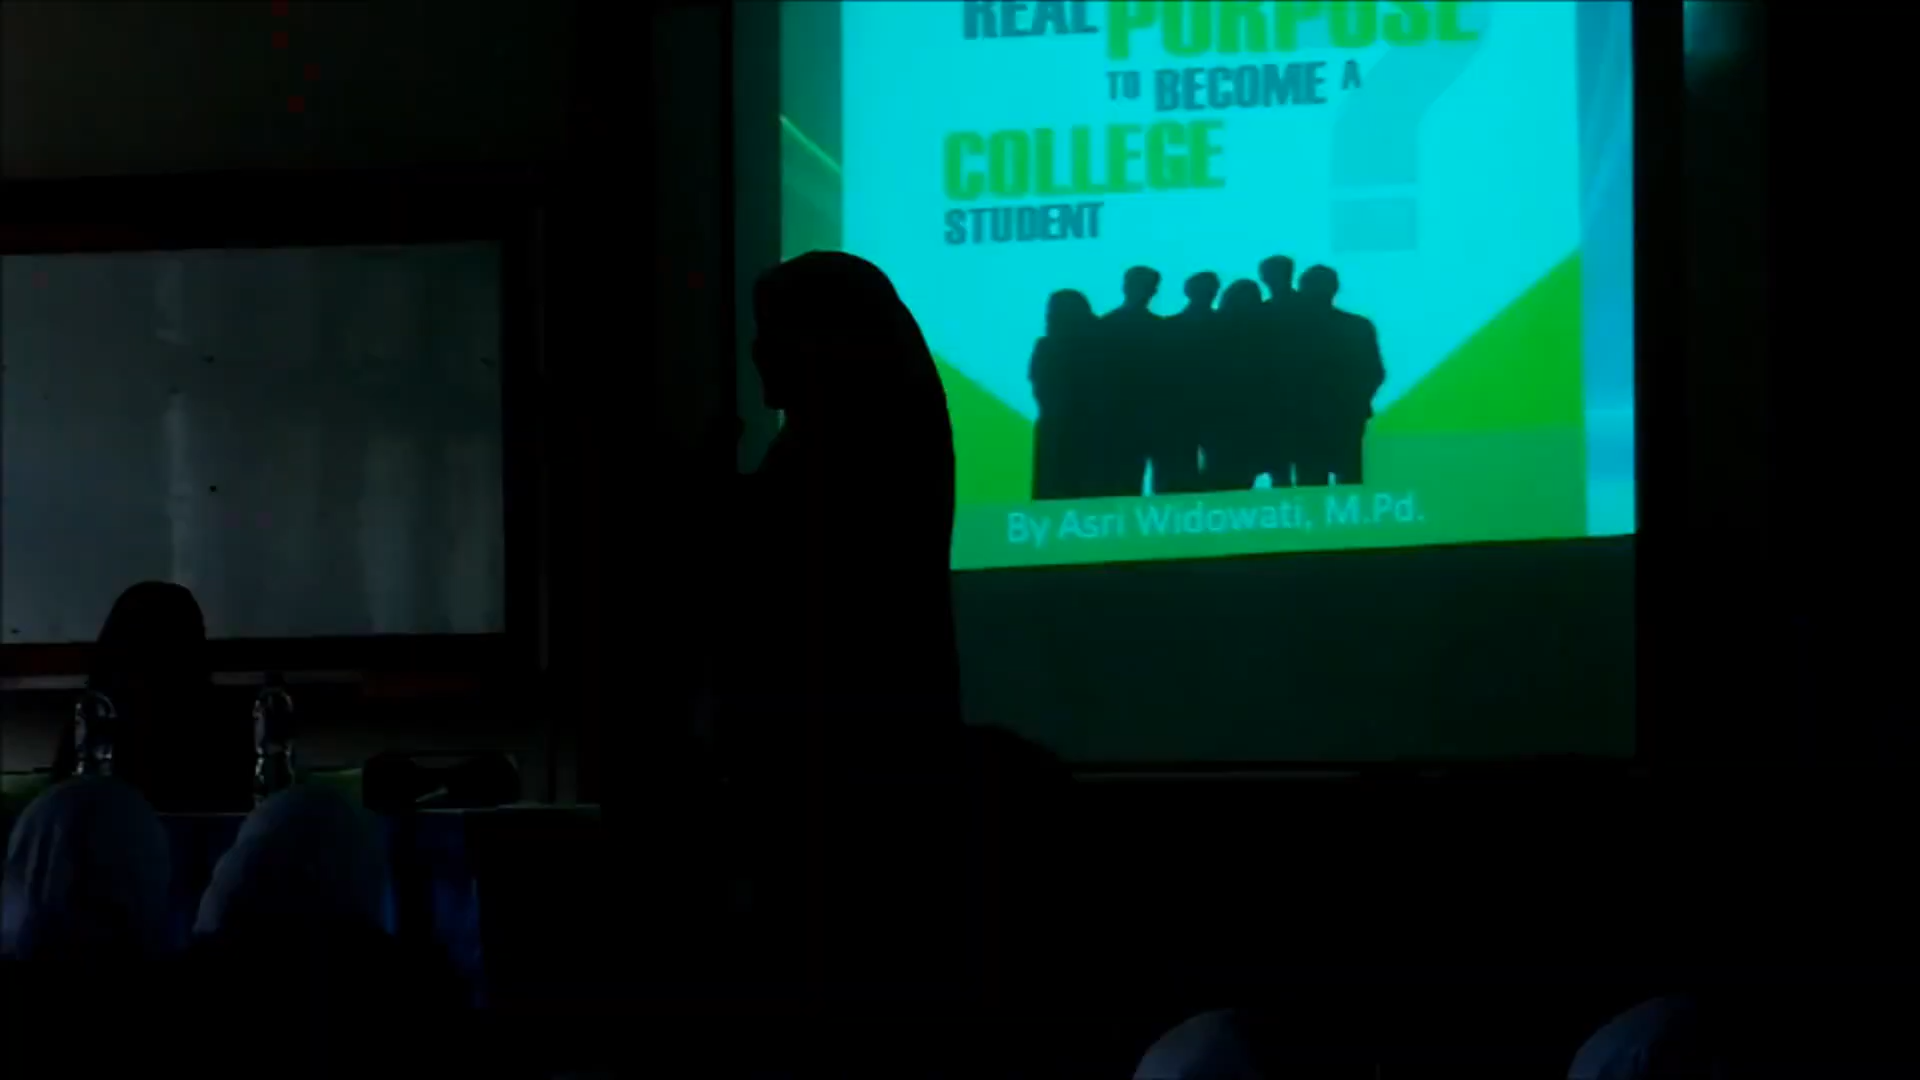 REAL PURPOSE
TO BECOME A
COLLEGE
STUDENT
?
By Asri Widowati, M.Pd.